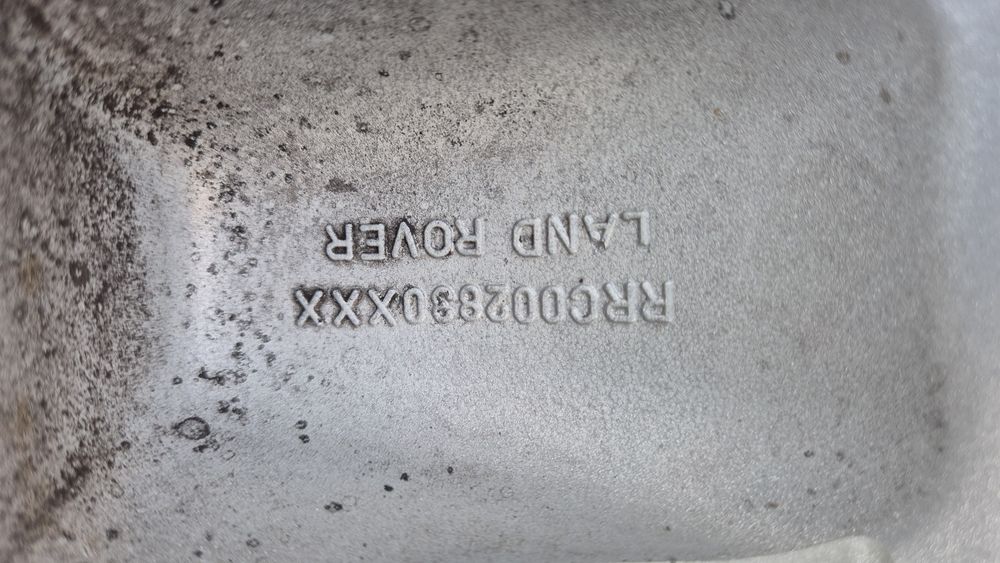 RRC002830XXX
LAND ROVER